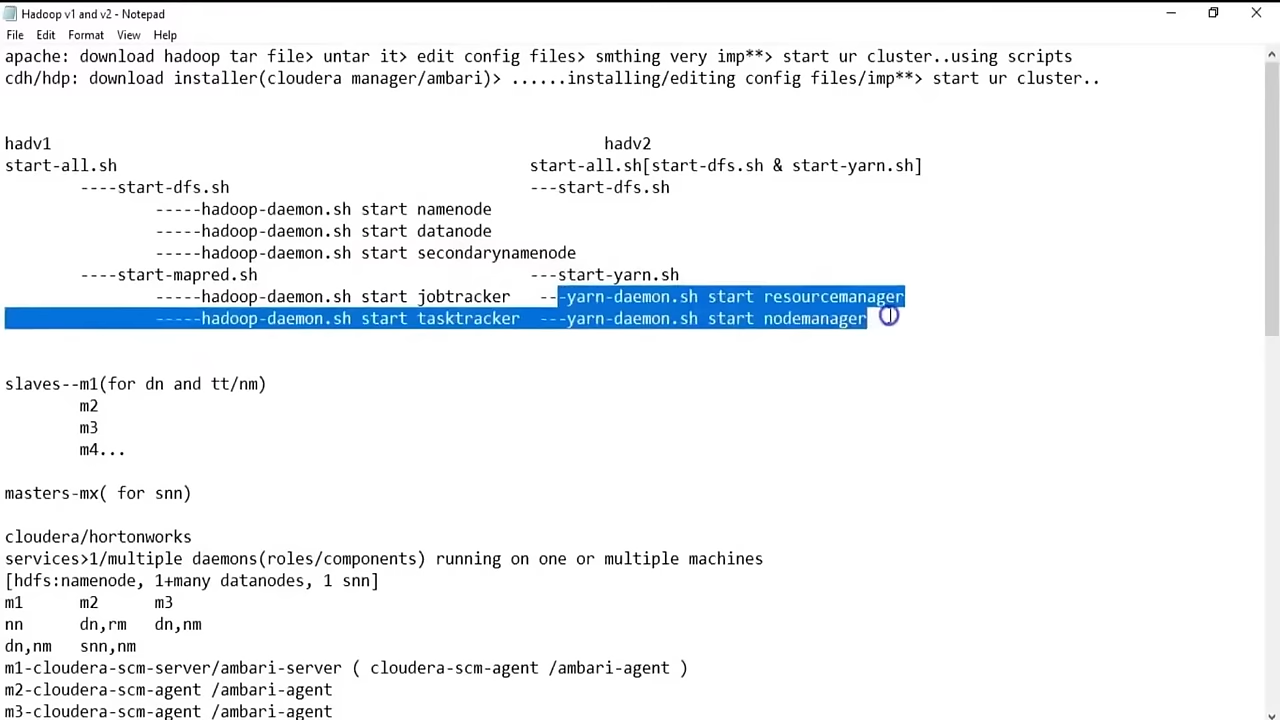 Hadoop v1 and v2 - Notepad
File Edit Format View Help
apache: download hadoop tar file> untar it> edit config files> smthing very imp**> start ur cluster..using scripts
cdh/hdp: download installer(cloudera manager/ambari)> ......installing/editing config files/imp**> start ur cluster..
hadv1 hadv2
start-all.sh start-all.sh[start-dfs.sh & start-yarn.sh]
----start-dfs.sh ---start-dfs.sh
-----hadoop-daemon.sh start namenode
-----hadoop-daemon.sh start datanode
-----hadoop-daemon.sh start secondarynamenode
----start-mapred.sh ---start-yarn.sh
-----hadoop-daemon.sh start jobtracker ---yarn-daemon.sh start resourcemanager
-----hadoop-daemon.sh start tasktracker ---yarn-daemon.sh start nodemanager
slaves--m1(for dn and tt/nm)
m2
m3
m4...
masters-mx( for snn)
cloudera/hortonworks
services>1/multiple daemons(roles/components) running on one or multiple machines
[hdfs:namenode, 1+many datanodes, 1 snn]
m1 m2 m3
nn dn,rm dn,nm
dn,nm snn,nm
m1-cloudera-scm-server/ambari-server ( cloudera-scm-agent /ambari-agent )
m2-cloudera-scm-agent /ambari-agent
m3-cloudera-scm-agent /ambari-agent